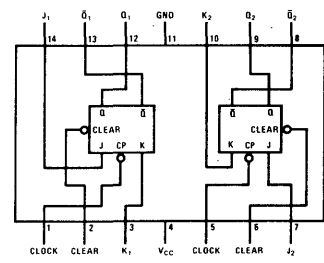 J₁ Q̄₁ Q₁ GND K₂ Q₂ Q̄₂
14 13 12 11 10 9 8
Q Q̄ Q̄ Q
CLEAR CLEAR
J CP K K CP J
1 2 3 4 5 6 7
CLOCK CLEAR K₁ V_CC CLOCK CLEAR J₂